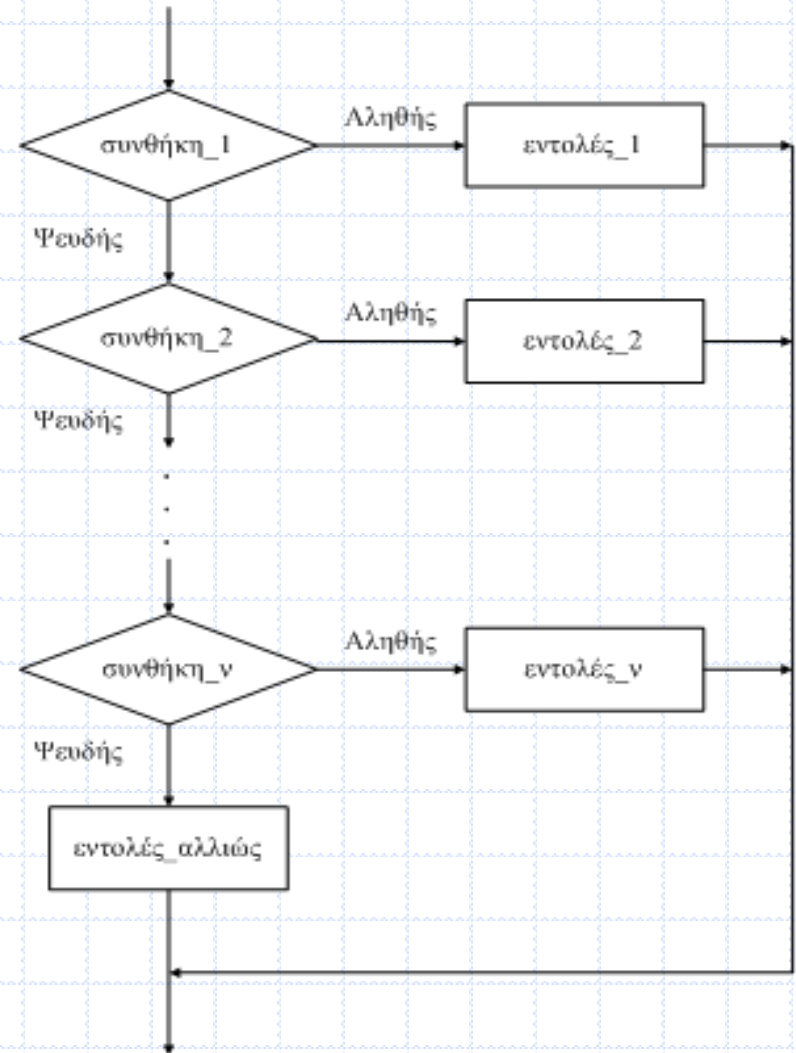 Αληθής
συνθήκη_1
εντολές_1
Ψευδής
Αληθής
συνθήκη_2
εντολές_2
Ψευδής
.
.
.
Αληθής
συνθήκη_ν
εντολές_ν
Ψευδής
εντολές_αλλιώς